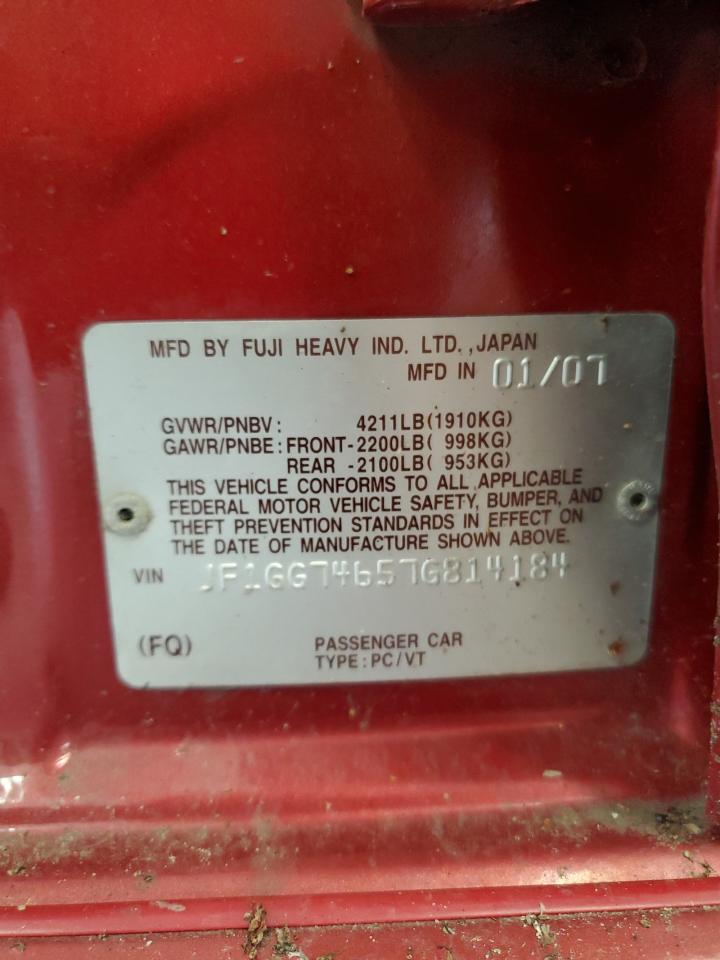 MFD BY FUJI HEAVY IND. LTD.,JAPAN
MFD IN 01/07
GVWR/PNBV: 4211LB(1910KG)
GAWR/PNBE:FRONT-2200LB( 998KG)
REAR -2100LB( 953KG)
THIS VEHICLE CONFORMS TO ALL APPLICABLE
FEDERAL MOTOR VEHICLE SAFETY, BUMPER, AND
THEFT PREVENTION STANDARDS IN EFFECT ON
THE DATE OF MANUFACTURE SHOWN ABOVE.
VIN JF1GG74657G814184
(FQ) PASSENGER CAR
TYPE:PC/VT